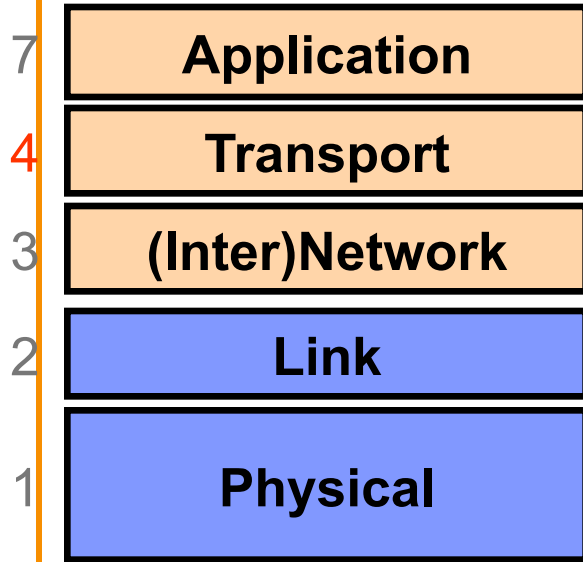 7 Application
4 Transport
3 (Inter)Network
2 Link
1 Physical